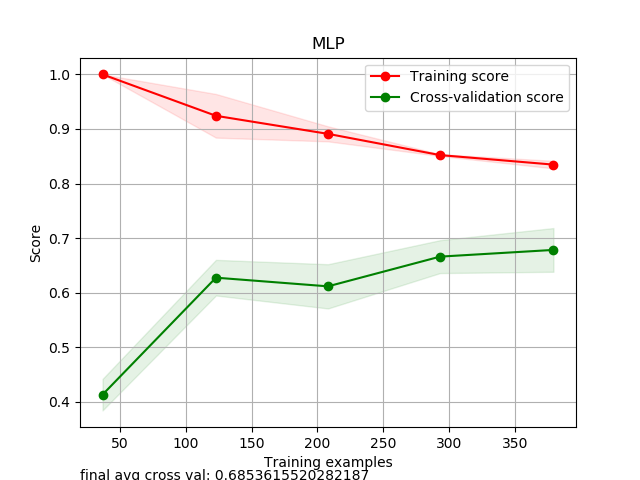 MLP
Training score
Cross-validation score
Score
1.0
0.9
0.8
0.7
0.6
0.5
0.4
50 100 150 200 250 300 350
Training examples
final avg cross val: 0.6853615520282187